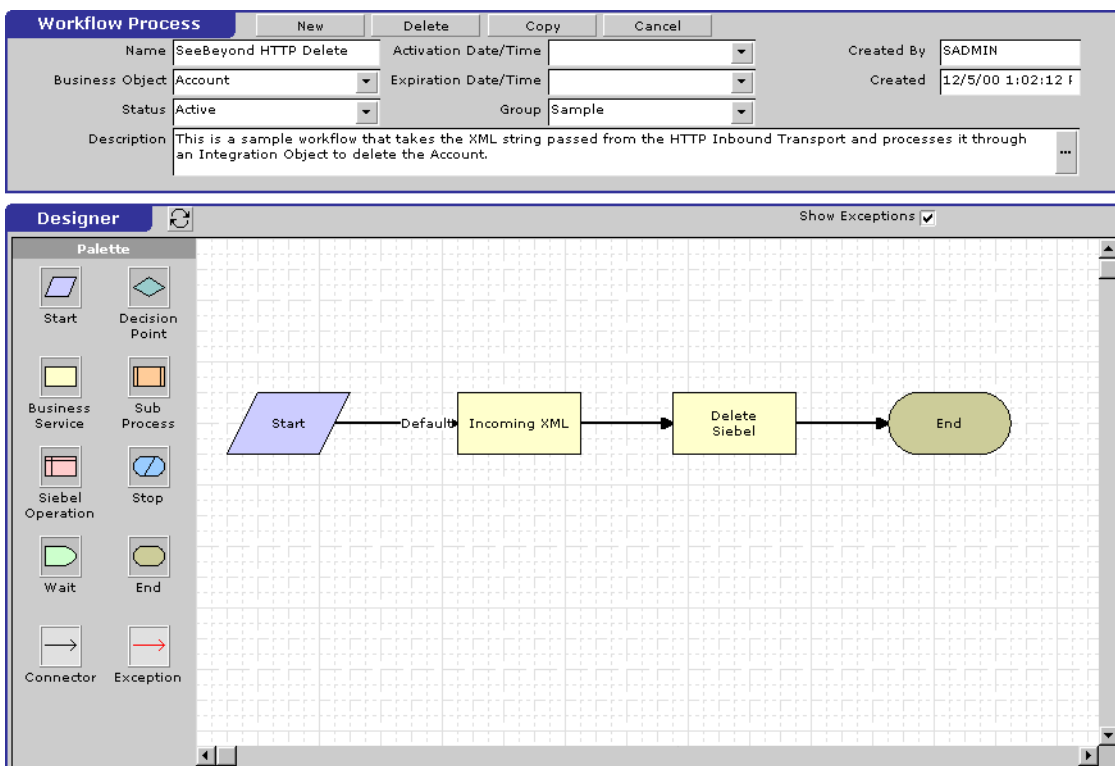 Workflow Process
New
Delete
Copy
Cancel
Name SeeBeyond HTTP Delete
Activation Date/Time
Created By SADMIN
Business Object Account
Expiration Date/Time
Created 12/5/00 1:02:12
Status Active
Group Sample
Description This is a sample workflow that takes the XML string passed from the HTTP Inbound Transport and processes it through
an Integration Object to delete the Account.
...
Designer
Show Exceptions
Palette
Start
Decision
Point
Business
Service
Sub
Process
Siebel
Operation
Stop
Wait
End
Connector
Exception
Start
Default
Incoming XML
Delete
Siebel
End